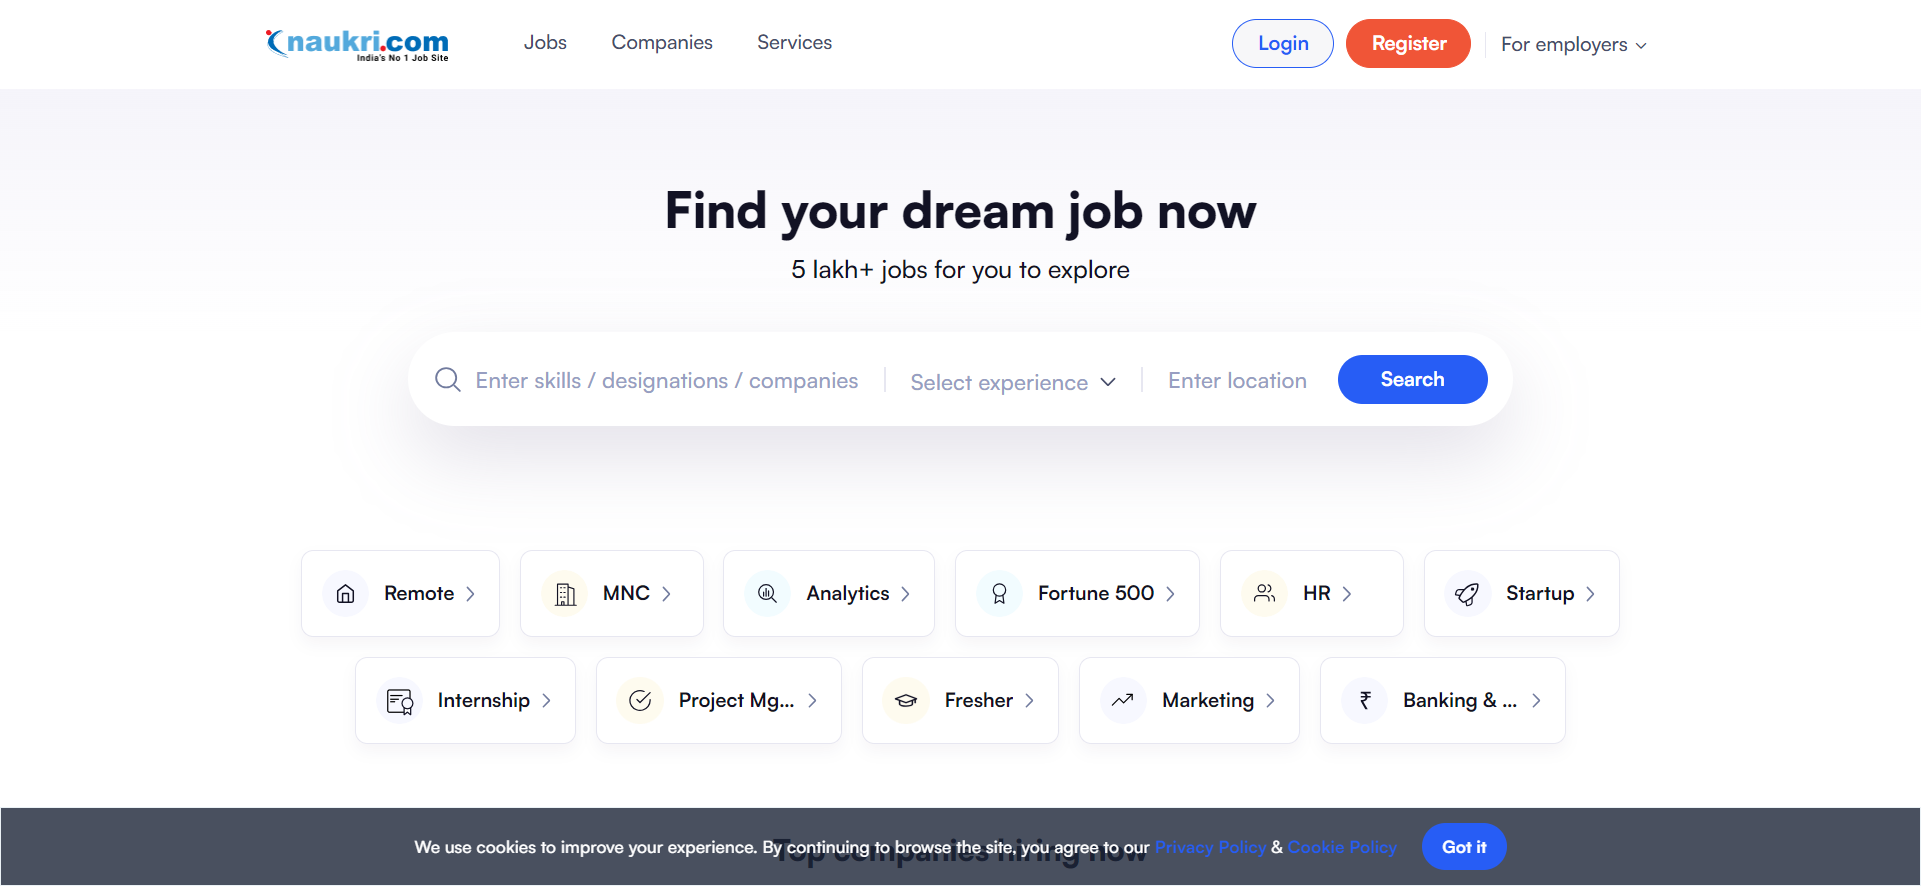 naukri.com
India's No 1 Job Site
Jobs
Companies
Services
Login
Register
For employers
Find your dream job now
5 lakh+ jobs for you to explore
Enter skills / designations / companies
Select experience
Enter location
Search
Remote
MNC
Analytics
Fortune 500
HR
Startup
Internship
Project Mg...
Fresher
Marketing
Banking & ...
Top companies hiring now
We use cookies to improve your experience. By continuing to browse the site, you agree to our Privacy Policy & Cookie Policy
Got it